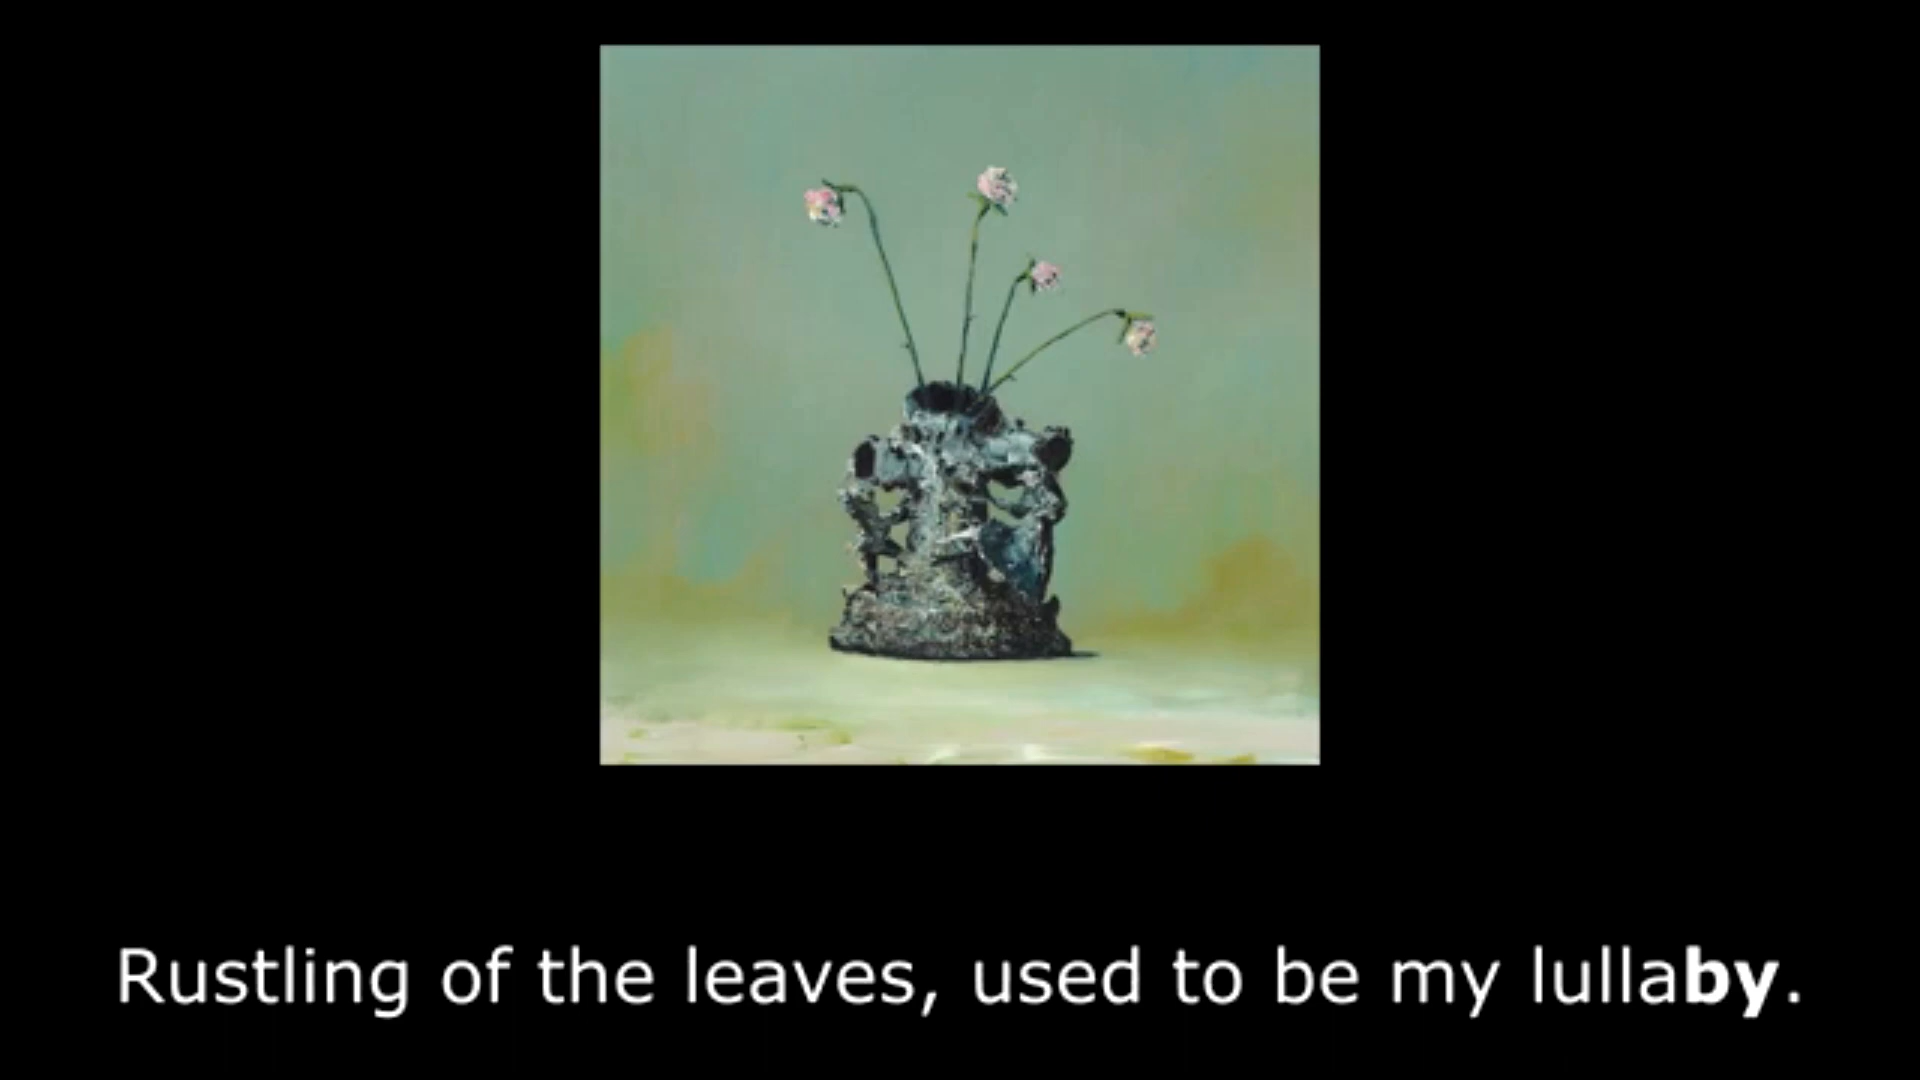 Rustling of the leaves, used to be my lullaby.